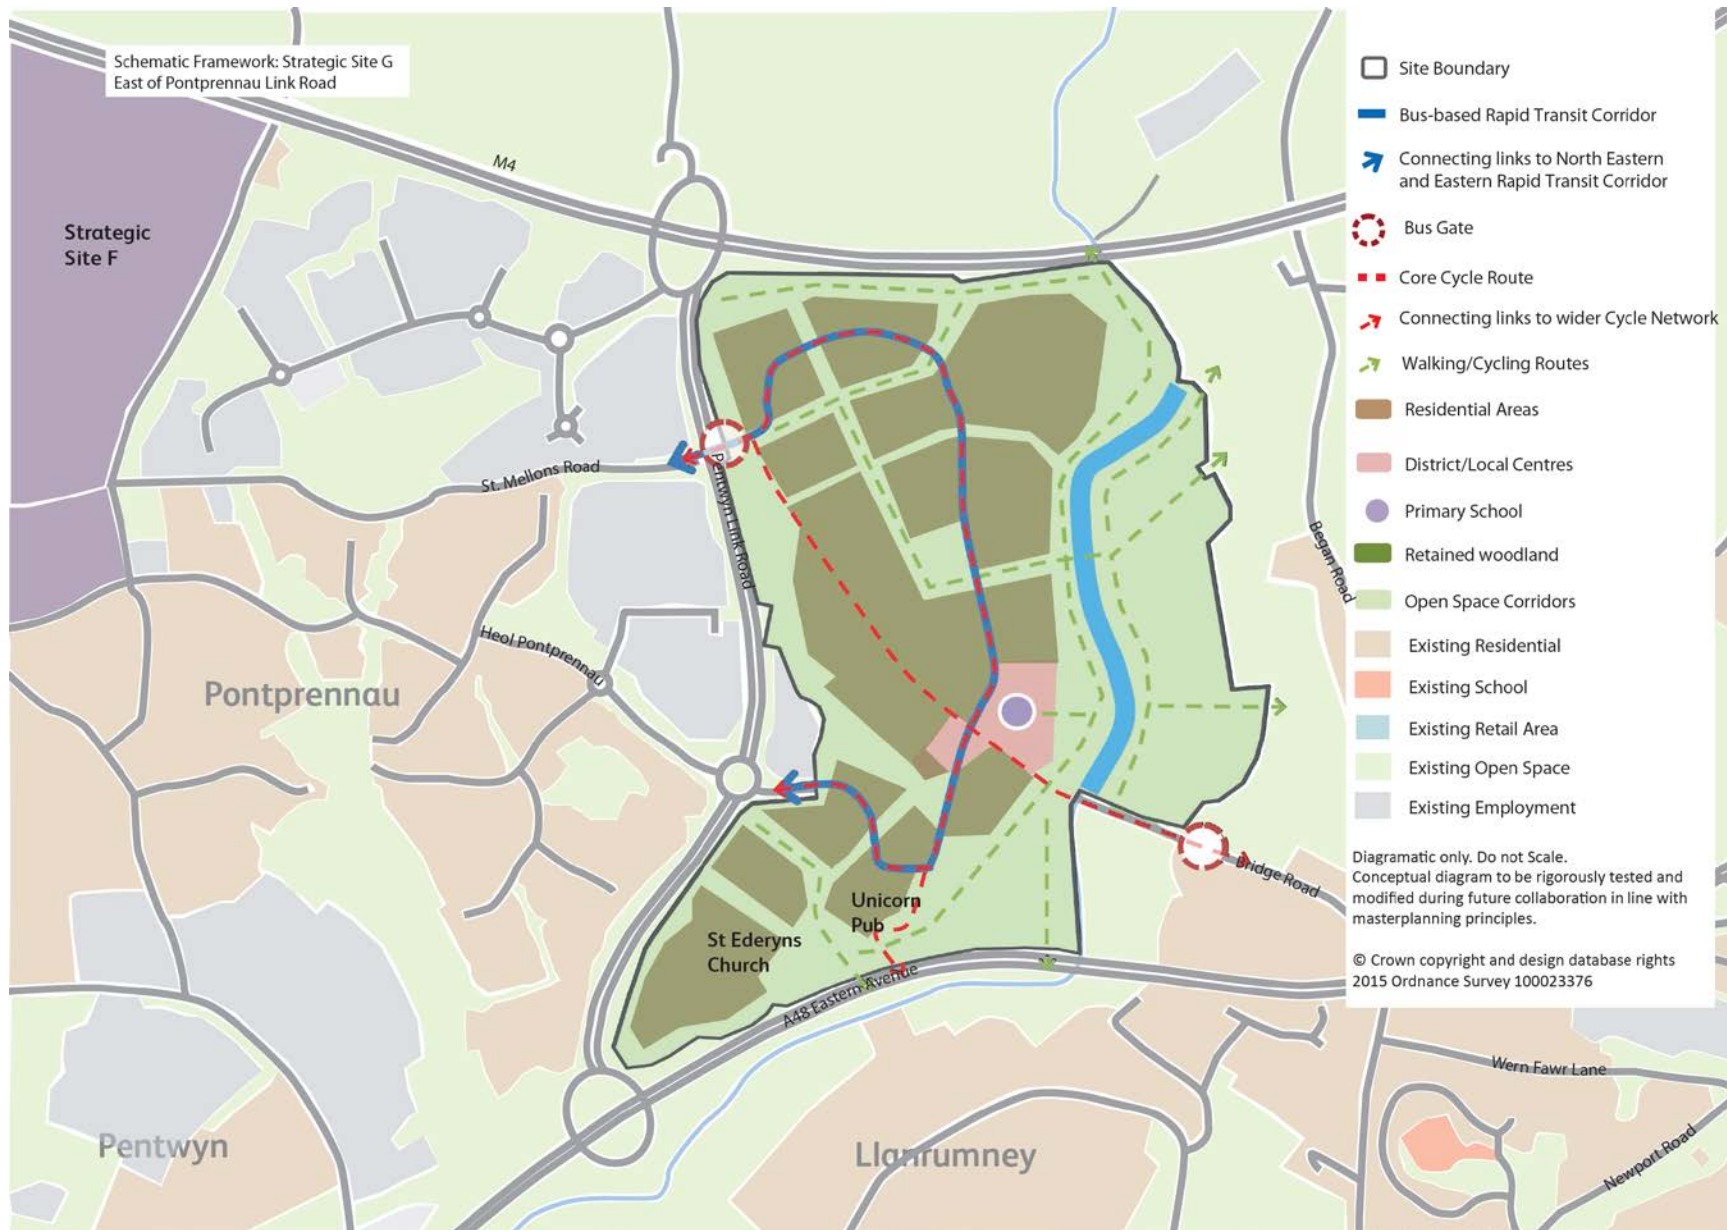 Schematic Framework: Strategic Site G
East of Pontprennau Link Road
M4
Strategic
Site F
St. Mellons Road
Pentwyn Link Road
Heol Pontprennau
Pontprennau
Began Road
Bridge Road
Unicorn
Pub
St Ederyns
Church
A48 Eastern Avenue
Pentwyn
Llanrumney
Wern Fawr Lane
Newport Road
Site Boundary
Bus-based Rapid Transit Corridor
Connecting links to North Eastern
and Eastern Rapid Transit Corridor
Bus Gate
Core Cycle Route
Connecting links to wider Cycle Network
Walking/Cycling Routes
Residential Areas
District/Local Centres
Primary School
Retained woodland
Open Space Corridors
Existing Residential
Existing School
Existing Retail Area
Existing Open Space
Existing Employment
Diagramatic only. Do not Scale.
Conceptual diagram to be rigorously tested and
modified during future collaboration in line with
masterplanning principles.
© Crown copyright and design database rights
2015 Ordnance Survey 100023376